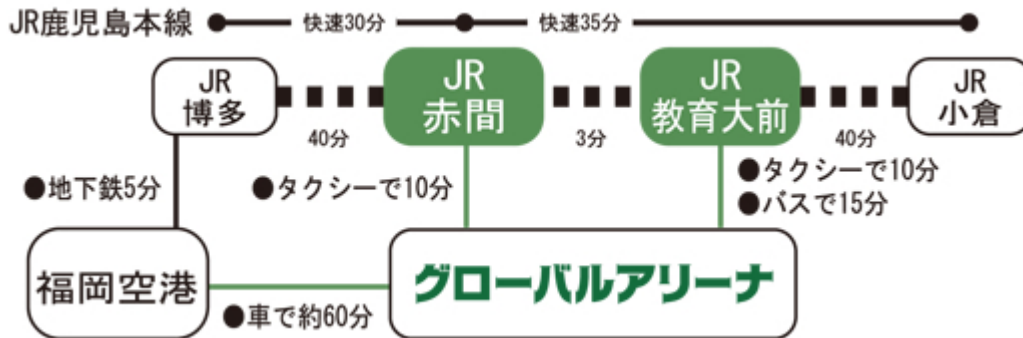 JR鹿児島本線
快速30分
快速35分
JR
博多
JR
赤間
JR
教育大前
JR
小倉
40分
3分
40分
●地下鉄5分
●タクシーで10分
●タクシーで10分
●バスで15分
福岡空港
グローバルアリーナ
●車で約60分